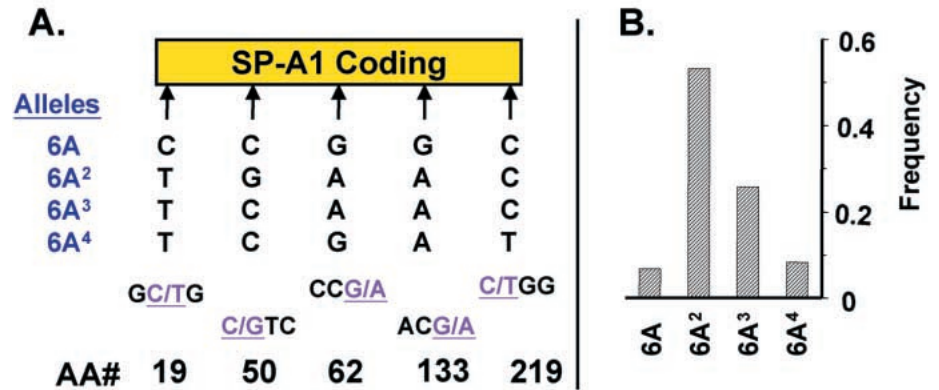 A.
SP-A1 Coding
Alleles
6A C C G G C
6A² T G A A C
6A³ T C A A C
6A⁴ T C G A T
GC/TG CCG/A C/TGG
C/GTC ACG/A
AA# 19 50 62 133 219
B.
0.6
0.4
0.2
0
Frequency
6A 6A² 6A³ 6A⁴